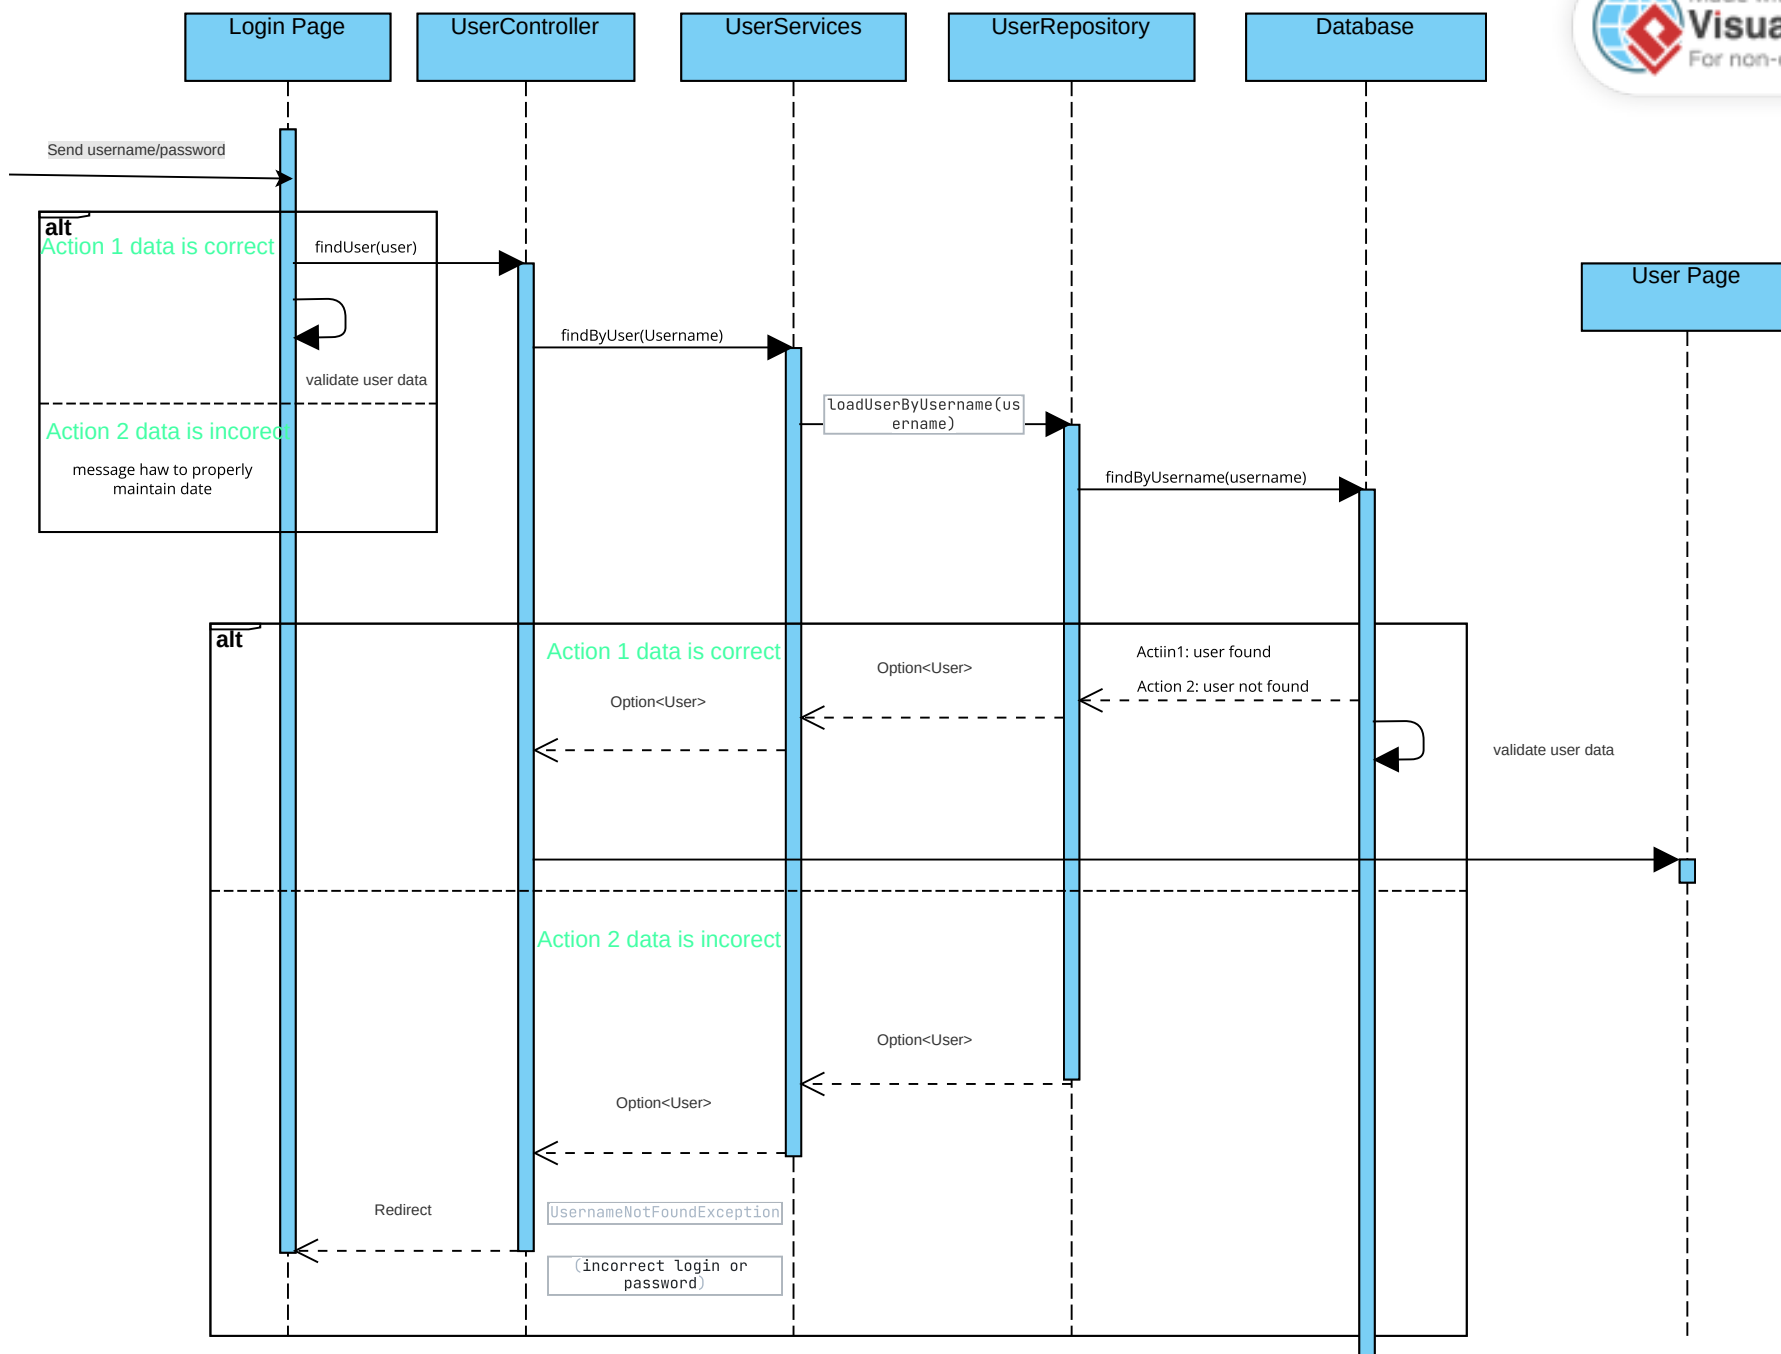 Login Page
UserController
UserServices
UserRepository
Database
For non-
Send username/password
alt
Action 1 data is correct
findUser(user)
User Page
findByUser(Username)
validate user data
loadUserByUsername(us
ername)
Action 2 data is incorect
message haw to properly
maintain date
findByUsername(username)
alt
Action 1 data is correct
Actiin1: user found
Option<User>
Action 2: user not found
Option<User>
validate user data
Action 2 data is incorect
Option<User>
Option<User>
Redirect
UsernameNotFoundException
(incorrect login or
password)